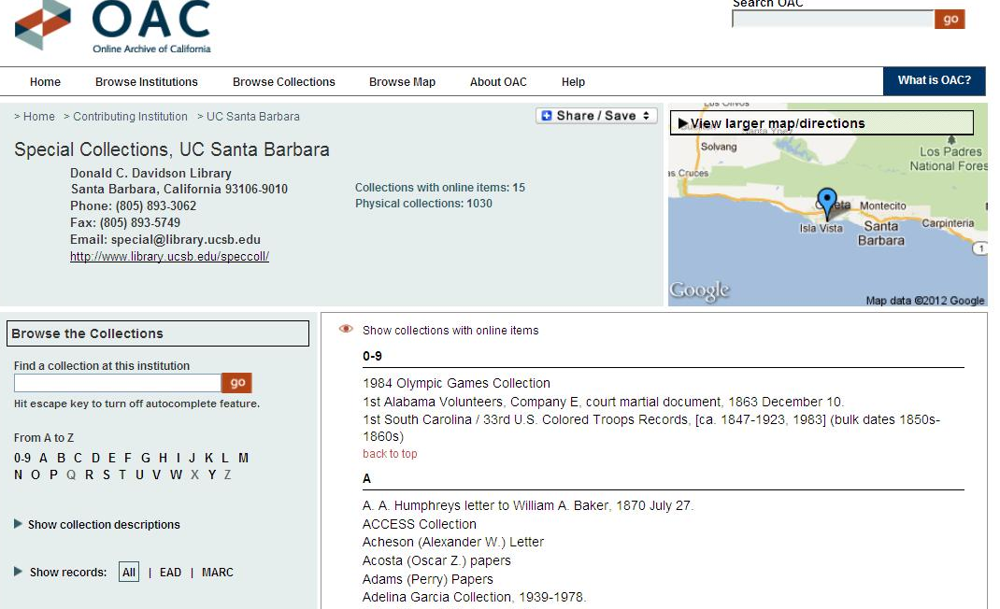 Search OAC
go
OAC
Online Archive of California
Home Browse Institutions Browse Collections Browse Map About OAC Help What is OAC?
> Home > Contributing Institution > UC Santa Barbara
Share / Save
Special Collections, UC Santa Barbara
Donald C. Davidson Library
Santa Barbara, California 93106-9010
Phone: (805) 893-3062
Fax: (805) 893-5749
Email: special@library.ucsb.edu
http://www.library.ucsb.edu/speccoll/
Collections with online items: 15
Physical collections: 1030
Los Olivos
▶View larger map/directions
Santa Ynez
Solvang
Los Padres
National Fores
as Cruces
Goleta
Montecito
Isla Vista
Santa
Barbara
Carpinteria
1
Google
Map data ©2012 Google
Browse the Collections
Find a collection at this institution
go
Hit escape key to turn off autocomplete feature.
From A to Z
0-9 A B C D E F G H I J K L M
N O P Q R S T U V W X Y Z
Show collection descriptions
Show records: All | EAD | MARC
Show collections with online items
0-9
1984 Olympic Games Collection
1st Alabama Volunteers, Company E, court martial document, 1863 December 10.
1st South Carolina / 33rd U.S. Colored Troops Records, [ca. 1847-1923, 1983] (bulk dates 1850s-
1860s)
back to top
A
A. A. Humphreys letter to William A. Baker, 1870 July 27.
ACCESS Collection
Acheson (Alexander W.) Letter
Acosta (Oscar Z.) papers
Adams (Perry) Papers
Adelina Garcia Collection, 1939-1978.